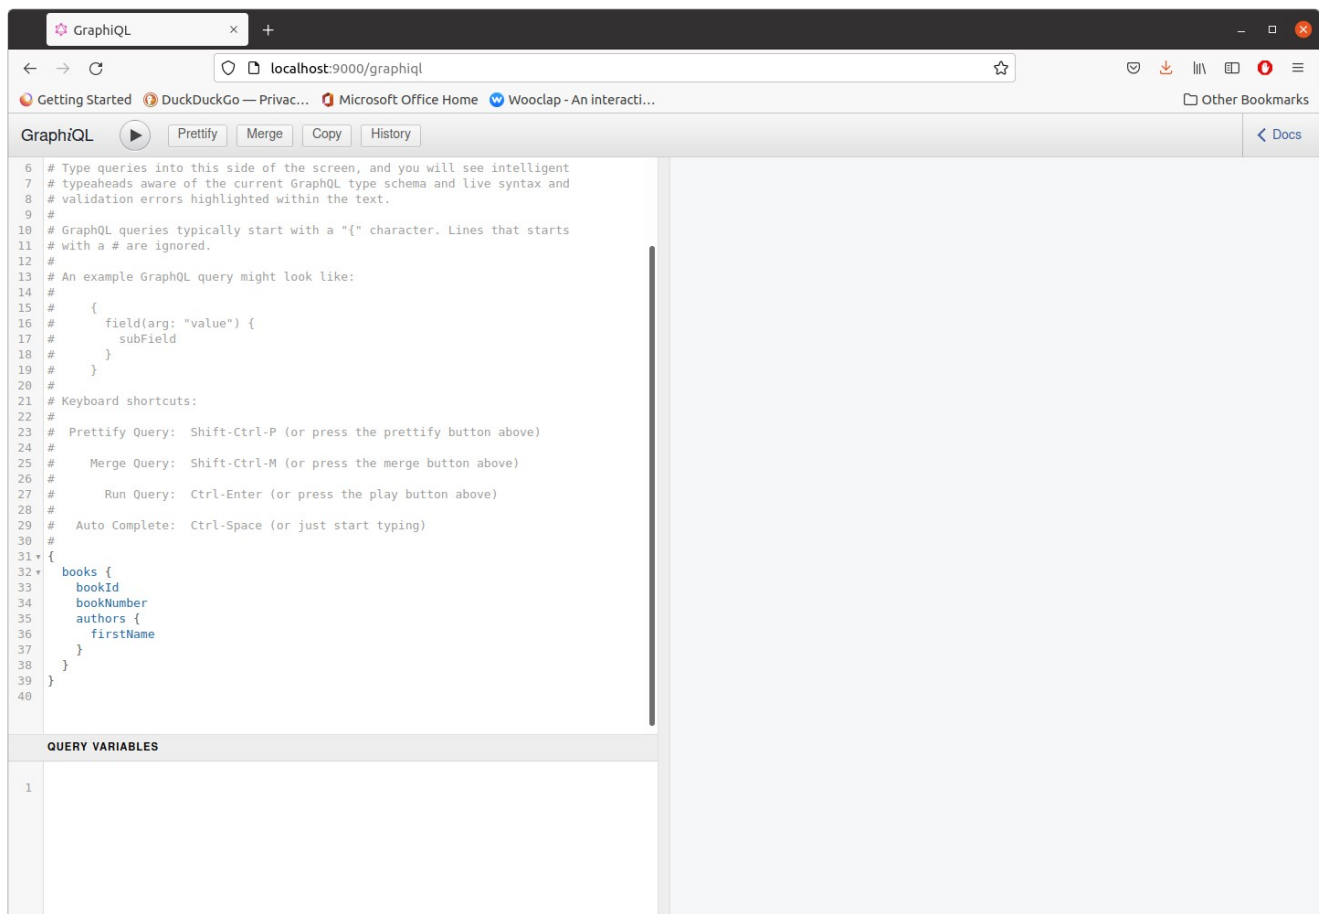 GraphiQL
localhost:9000/graphiql
Getting Started DuckDuckGo — Privac… Microsoft Office Home Wooclap - An interacti… Other Bookmarks
GraphiQL Prettify Merge Copy History Docs
6 # Type queries into this side of the screen, and you will see intelligent
7 # typeaheads aware of the current GraphQL type schema and live syntax and
8 # validation errors highlighted within the text.
9 #
10 # GraphQL queries typically start with a "{" character. Lines that starts
11 # with a # are ignored.
12 #
13 # An example GraphQL query might look like:
14 #
15 #     {
16 #       field(arg: "value") {
17 #         subField
18 #       }
19 #     }
20 #
21 # Keyboard shortcuts:
22 #
23 #  Prettify Query:  Shift-Ctrl-P (or press the prettify button above)
24 #
25 #     Merge Query:  Shift-Ctrl-M (or press the merge button above)
26 #
27 #       Run Query:  Ctrl-Enter (or press the play button above)
28 #
29 #   Auto Complete:  Ctrl-Space (or just start typing)
30 #
31 {
32   books {
33     bookId
34     bookNumber
35     authors {
36       firstName
37     }
38   }
39 }
40
QUERY VARIABLES
1